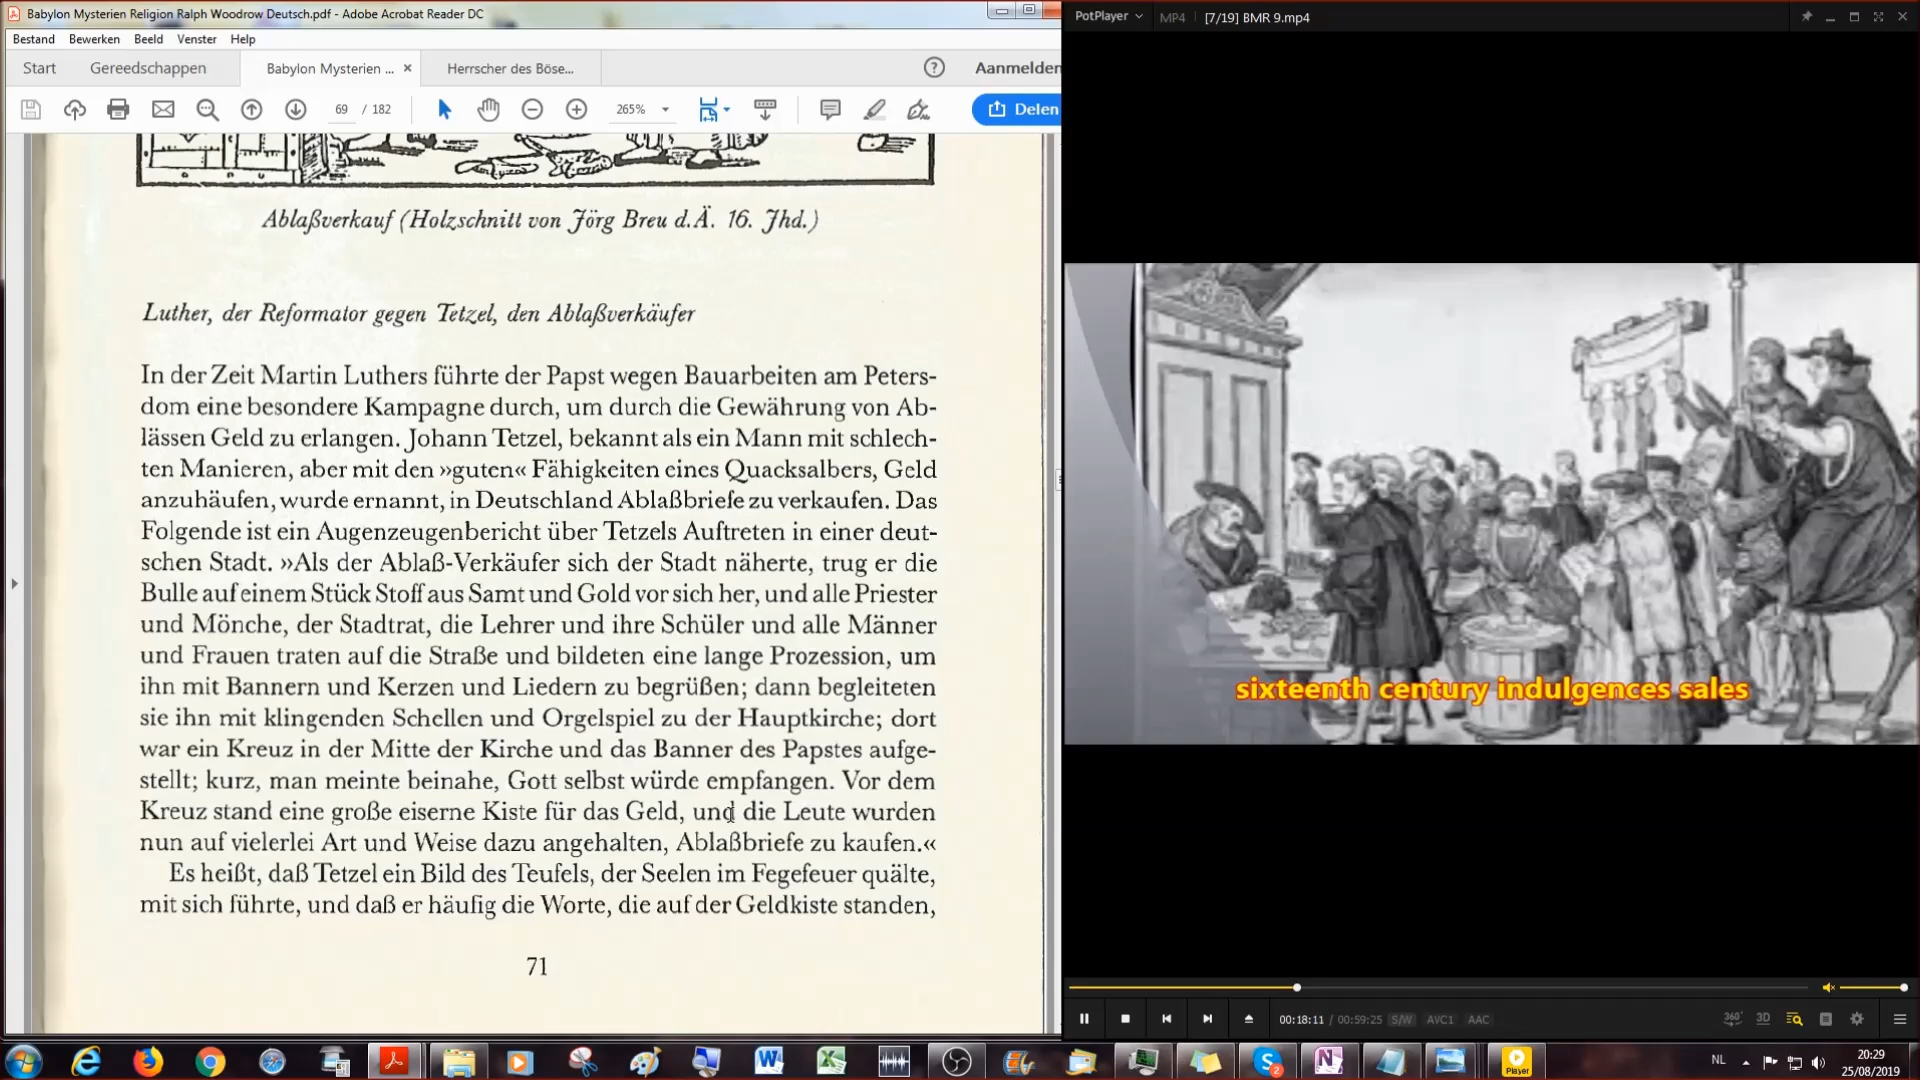 Babylon Mysterien Religion Ralph Woodrow Deutsch.pdf - Adobe Acrobat Reader DC
Bestand Bewerken Beeld Venster Help
Start Gereedschappen Babylon Mysterien ... × Herrscher des Böse... Anmelden
69 / 182 265% Delen
Ablaßverkauf (Holzschnitt von Jörg Breu d.Ä. 16. Jhd.)
Luther, der Reformator gegen Tetzel, den Ablaßverkäufer
In der Zeit Martin Luthers führte der Papst wegen Bauarbeiten am Peters-
dom eine besondere Kampagne durch, um durch die Gewährung von Ab-
lässen Geld zu erlangen. Johann Tetzel, bekannt als ein Mann mit schlech-
ten Manieren, aber mit den »guten« Fähigkeiten eines Quacksalbers, Geld
anzuhäufen, wurde ernannt, in Deutschland Ablaßbriefe zu verkaufen. Das
Folgende ist ein Augenzeugenbericht über Tetzels Auftreten in einer deut-
schen Stadt. »Als der Ablaß-Verkäufer sich der Stadt näherte, trug er die
Bulle auf einem Stück Stoff aus Samt und Gold vor sich her, und alle Priester
und Mönche, der Stadtrat, die Lehrer und ihre Schüler und alle Männer
und Frauen traten auf die Straße und bildeten eine lange Prozession, um
ihn mit Bannern und Kerzen und Liedern zu begrüßen; dann begleiteten
sie ihn mit klingenden Schellen und Orgelspiel zu der Hauptkirche; dort
war ein Kreuz in der Mitte der Kirche und das Banner des Papstes aufge-
stellt; kurz, man meinte beinahe, Gott selbst würde empfangen. Vor dem
Kreuz stand eine große eiserne Kiste für das Geld, und die Leute wurden
nun auf vielerlei Art und Weise dazu angehalten, Ablaßbriefe zu kaufen.«
Es heißt, daß Tetzel ein Bild des Teufels, der Seelen im Fegefeuer quälte,
mit sich führte, und daß er häufig die Worte, die auf der Geldkiste standen,
71
PotPlayer MP4 [7/19] BMR 9.mp4
sixteenth century indulgences sales
00:18:11 / 00:59:25 S/W AVC1 AAC
360° 3D
Player
NL
20:29
25/08/2019